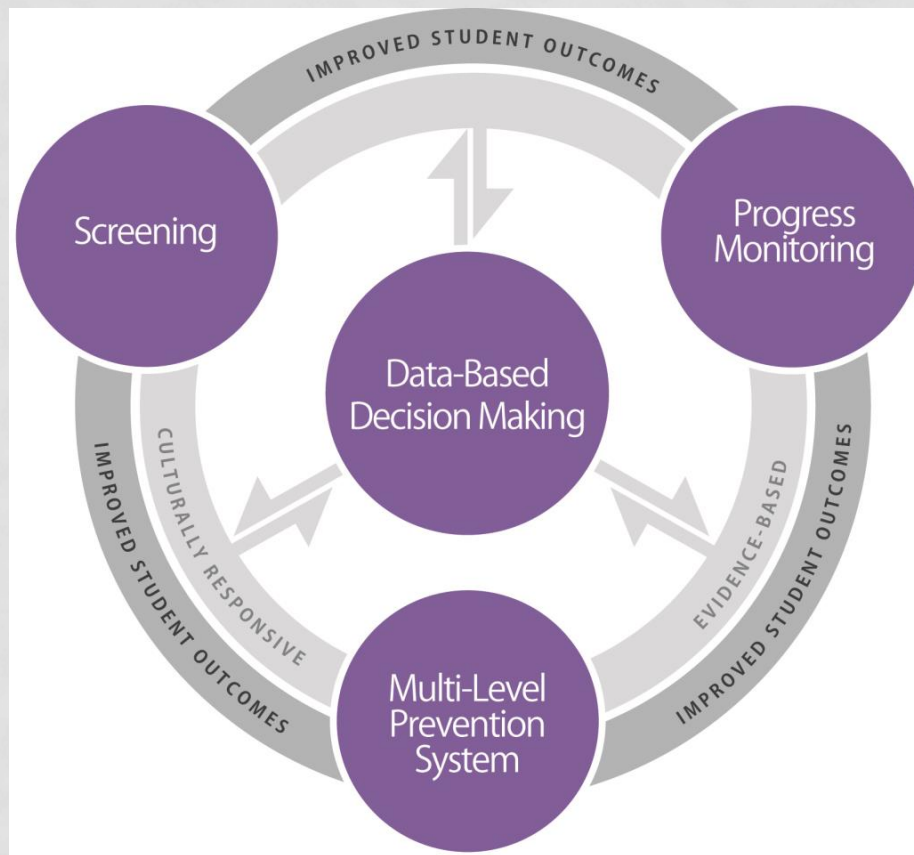 IMPROVED STUDENT OUTCOMES
Screening
Progress
Monitoring
Data-Based
Decision Making
IMPROVED STUDENT OUTCOMES
CULTURALLY RESPONSIVE
EVIDENCE-BASED
IMPROVED STUDENT OUTCOMES
Multi-Level
Prevention
System